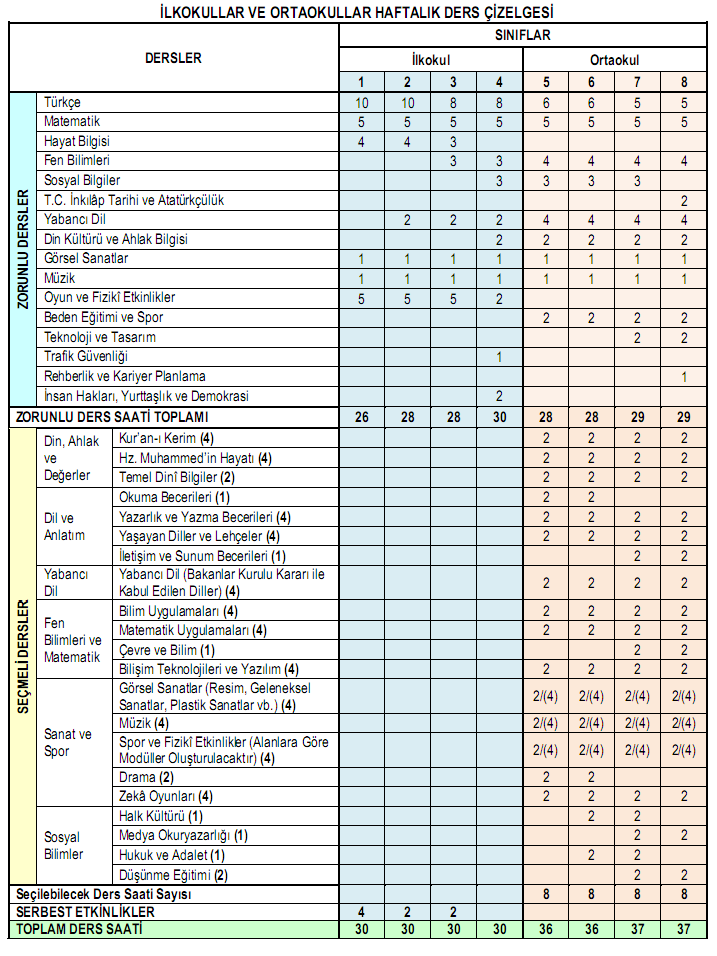 İLKOKULLAR VE ORTAOKULLAR HAFTALIK DERS ÇİZELGESİ
DERSLER
SINIFLAR
İlkokul Ortaokul
1 2 3 4 5 6 7 8
ZORUNLU DERSLER
Türkçe 10 10 8 8 6 6 5 5
Matematik 5 5 5 5 5 5 5 5
Hayat Bilgisi 4 4 3
Fen Bilimleri 3 3 4 4 4 4
Sosyal Bilgiler 4 3 3 3
T.C. İnkılâp Tarihi ve Atatürkçülük 2
Yabancı Dil 2 2 2 4 4 4 4
Din Kültürü ve Ahlak Bilgisi 2 2 2 2 2
Görsel Sanatlar 1 1 1 1 1 1 1 1
Müzik 1 1 1 1 1 1 1 1
Oyun ve Fizikî Etkinlikler 5 5 5 2
Beden Eğitimi ve Spor 2 2 2 2
Teknoloji ve Tasarım 2 2
Trafik Güvenliği 1
Rehberlik ve Kariyer Planlama 1
İnsan Hakları, Yurttaşlık ve Demokrasi 2
ZORUNLU DERS SAATİ TOPLAMI 26 28 28 30 28 28 29 29
SEÇMELİ DERSLER
Din, Ahlak
ve
Değerler
Kur'an-ı Kerim (4) 2 2 2 2
Hz. Muhammed'in Hayatı (4) 2 2 2 2
Temel Dinî Bilgiler (2) 2 2 2 2
Dil ve
Anlatım
Okuma Becerileri (1) 2 2
Yazarlık ve Yazma Becerileri (4) 2 2 2 2
Yaşayan Diller ve Lehçeler (4) 2 2 2 2
İletişim ve Sunum Becerileri (1) 2 2
Yabancı
Dil
Yabancı Dil (Bakanlar Kurulu Kararı ile
Kabul Edilen Diller) (4) 2 2 2 2
Fen
Bilimleri ve
Matematik
Bilim Uygulamaları (4) 2 2 2 2
Matematik Uygulamaları (4) 2 2 2 2
Çevre ve Bilim (1) 2 2
Bilişim Teknolojileri ve Yazılım (4) 2 2 2 2
Sanat ve
Spor
Görsel Sanatlar (Resim, Geleneksel
Sanatlar, Plastik Sanatlar vb.) (4) 2/(4) 2/(4) 2/(4) 2/(4)
Müzik (4) 2/(4) 2/(4) 2/(4) 2/(4)
Spor ve Fizikî Etkinlikler (Alanlara Göre
Modüller Oluşturulacaktır) (4) 2/(4) 2/(4) 2/(4) 2/(4)
Drama (2) 2 2
Zekâ Oyunları (4) 2 2 2 2
Sosyal
Bilimler
Halk Kültürü (1) 2 2
Medya Okuryazarlığı (1) 2 2
Hukuk ve Adalet (1) 2 2
Düşünme Eğitimi (2) 2 2
Seçilebilecek Ders Saati Sayısı 8 8 8 8
SERBEST ETKİNLİKLER 4 2 2
TOPLAM DERS SAATİ 30 30 30 30 36 36 37 37